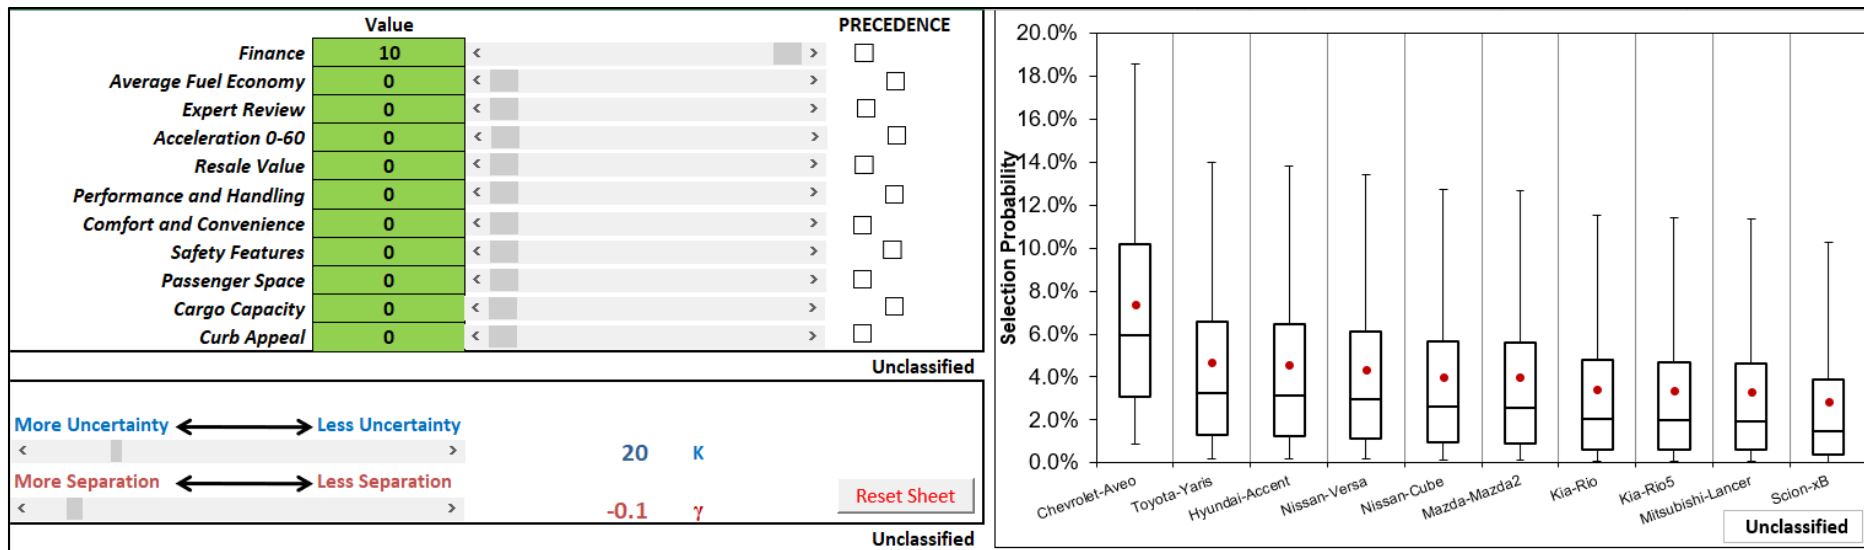 Value PRECEDENCE
Finance 10
Average Fuel Economy 0
Expert Review 0
Acceleration 0-60 0
Resale Value 0
Performance and Handling 0
Comfort and Convenience 0
Safety Features 0
Passenger Space 0
Cargo Capacity 0
Curb Appeal 0
Unclassified
More Uncertainty Less Uncertainty
20 K
More Separation Less Separation
-0.1 γ
Reset Sheet
Unclassified
Selection Probability
20.0%
18.0%
16.0%
14.0%
12.0%
10.0%
8.0%
6.0%
4.0%
2.0%
0.0%
Chevrolet-Aveo
Toyota-Yaris
Hyundai-Accent
Nissan-Versa
Nissan-Cube
Mazda-Mazda2
Kia-Rio
Kia-Rio5
Mitsubishi-Lancer
Scion-xB
Unclassified